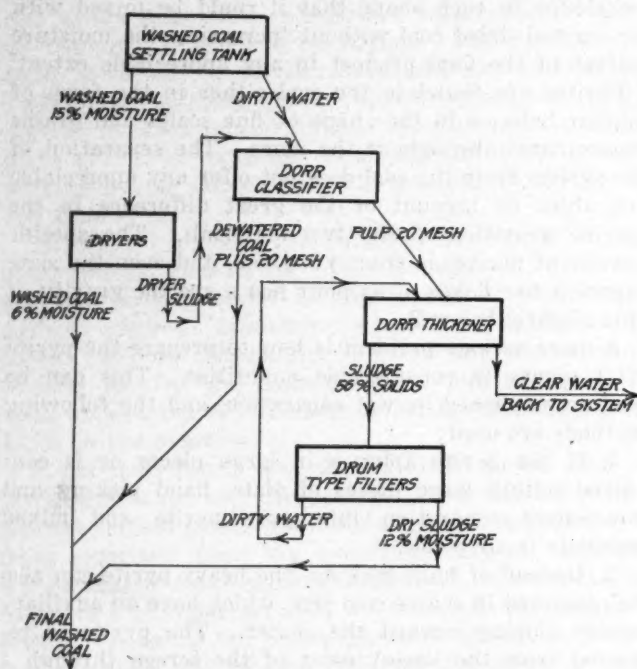 WASHED COAL
SETTLING TANK
WASHED COAL
15% MOISTURE
DIRTY WATER
DORR
CLASSIFIER
DRYERS
DEWATERED
COAL
PLUS 20 MESH
PULP 20 MESH
DRYER
SLUDGE
WASHED COAL
6% MOISTURE
DORR THICKENER
SLUDGE
56% SOLIDS
CLEAR WATER
BACK TO SYSTEM
DRUM
TYPE FILTERS
DIRTY WATER
DRY SLUDGE
12% MOISTURE
FINAL
WASHED
COAL